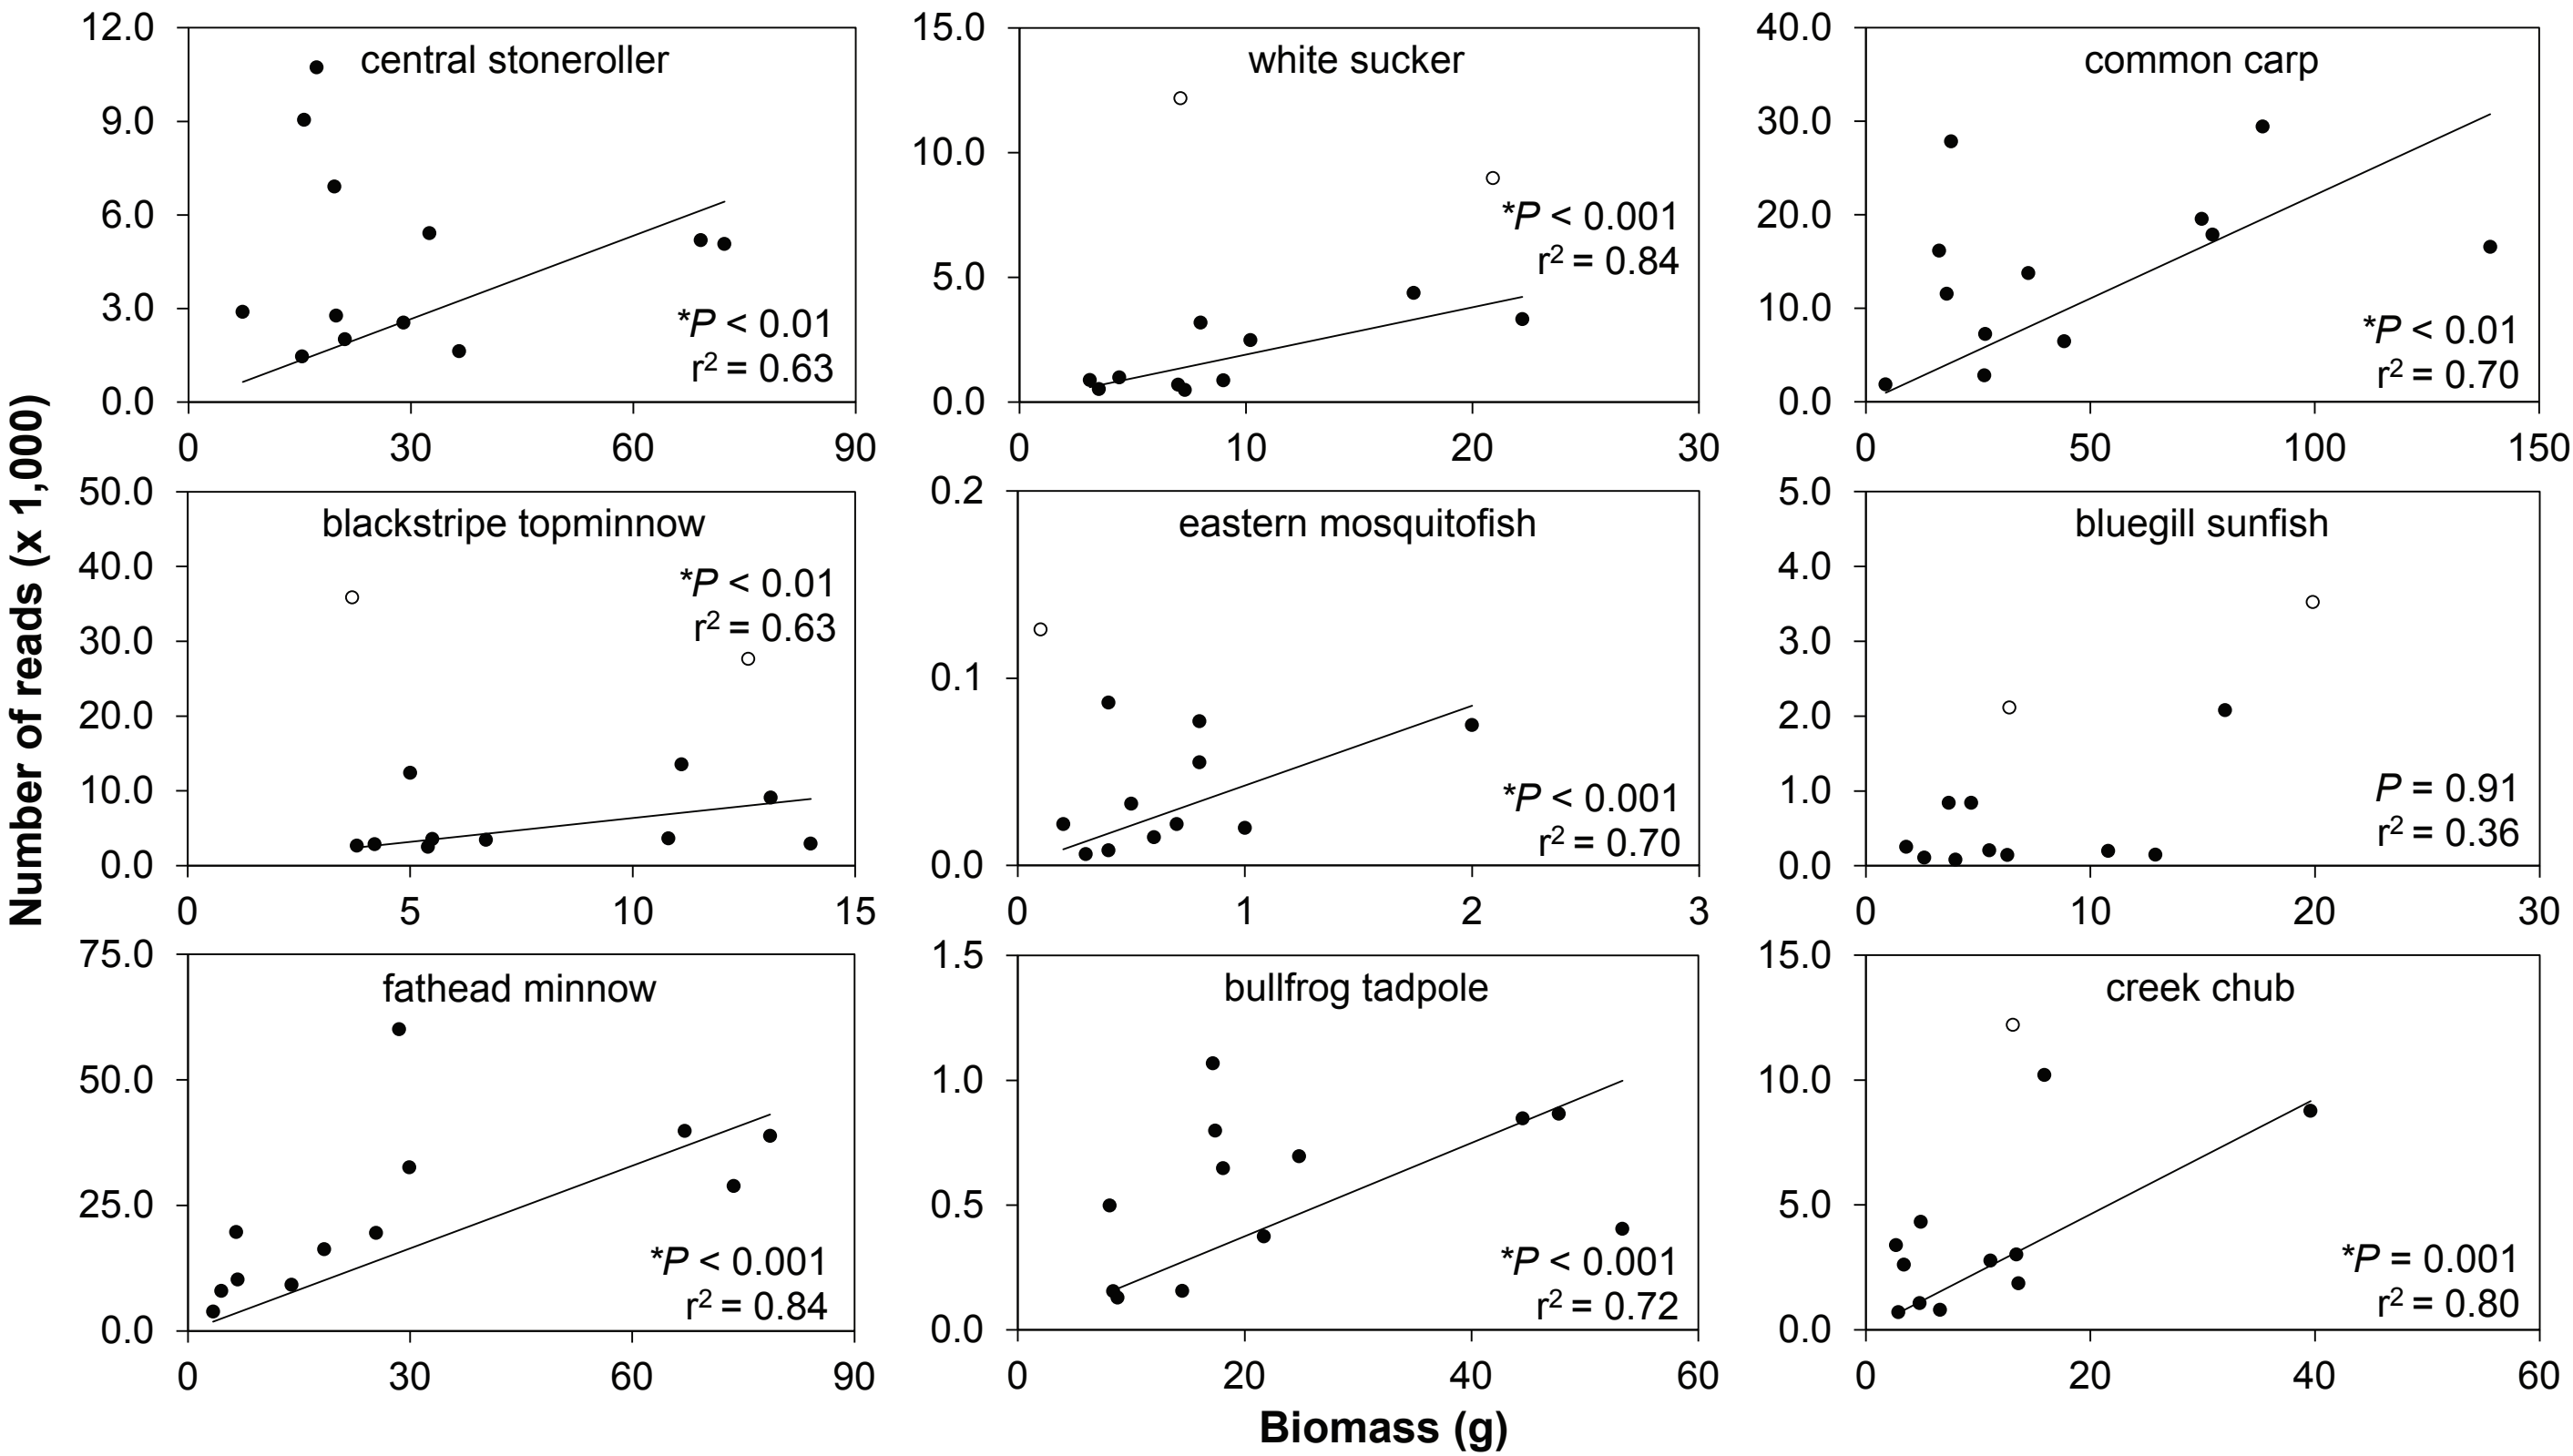 Number of reads (x 1,000)
central stoneroller
12.0
9.0
6.0
3.0
0.0
*P < 0.01
r² = 0.63
0 30 60 90
white sucker
15.0
10.0
5.0
0.0
*P < 0.001
r² = 0.84
0 10 20 30
common carp
40.0
30.0
20.0
10.0
0.0
*P < 0.01
r² = 0.70
0 50 100 150
blackstripe topminnow
50.0
40.0
30.0
20.0
10.0
0.0
*P < 0.01
r² = 0.63
0 5 10 15
eastern mosquitofish
0.2
0.1
0.0
*P < 0.001
r² = 0.70
0 1 2 3
bluegill sunfish
5.0
4.0
3.0
2.0
1.0
0.0
P = 0.91
r² = 0.36
0 10 20 30
fathead minnow
75.0
50.0
25.0
0.0
*P < 0.001
r² = 0.84
0 30 60 90
bullfrog tadpole
1.5
1.0
0.5
0.0
*P < 0.001
r² = 0.72
0 20 40 60
creek chub
15.0
10.0
5.0
0.0
*P = 0.001
r² = 0.80
0 20 40 60
Biomass (g)